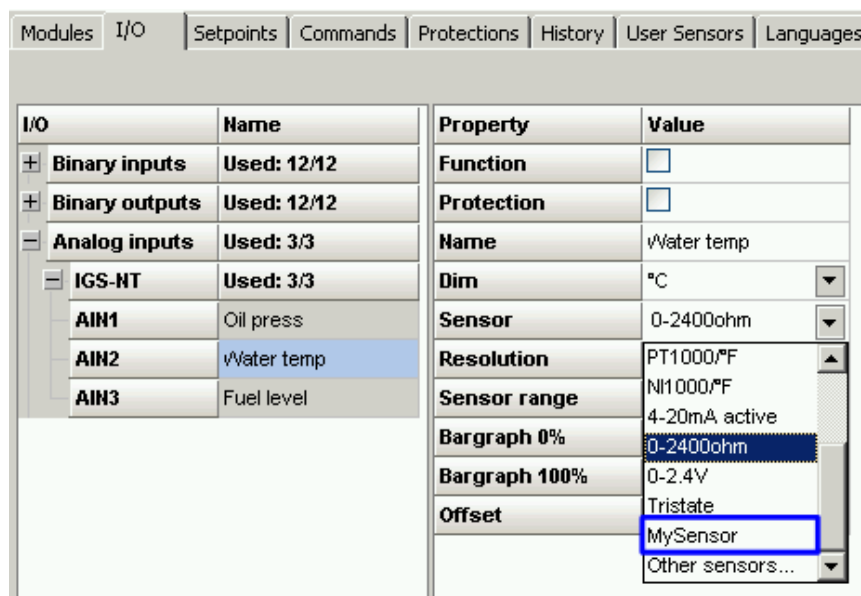 Modules I/O Setpoints Commands Protections History User Sensors Languages
I/O Name Property Value
Binary inputs Used: 12/12 Function
Binary outputs Used: 12/12 Protection
Analog inputs Used: 3/3 Name Water temp
IGS-NT Used: 3/3 Dim °C
AIN1 Oil press Sensor 0-2400ohm
AIN2 Water temp Resolution PT1000/°F
NI1000/°F
AIN3 Fuel level Sensor range
4-20mA active
Bargraph 0% 0-2400ohm
Bargraph 100% 0-2.4V
Offset Tristate
MySensor
Other sensors...